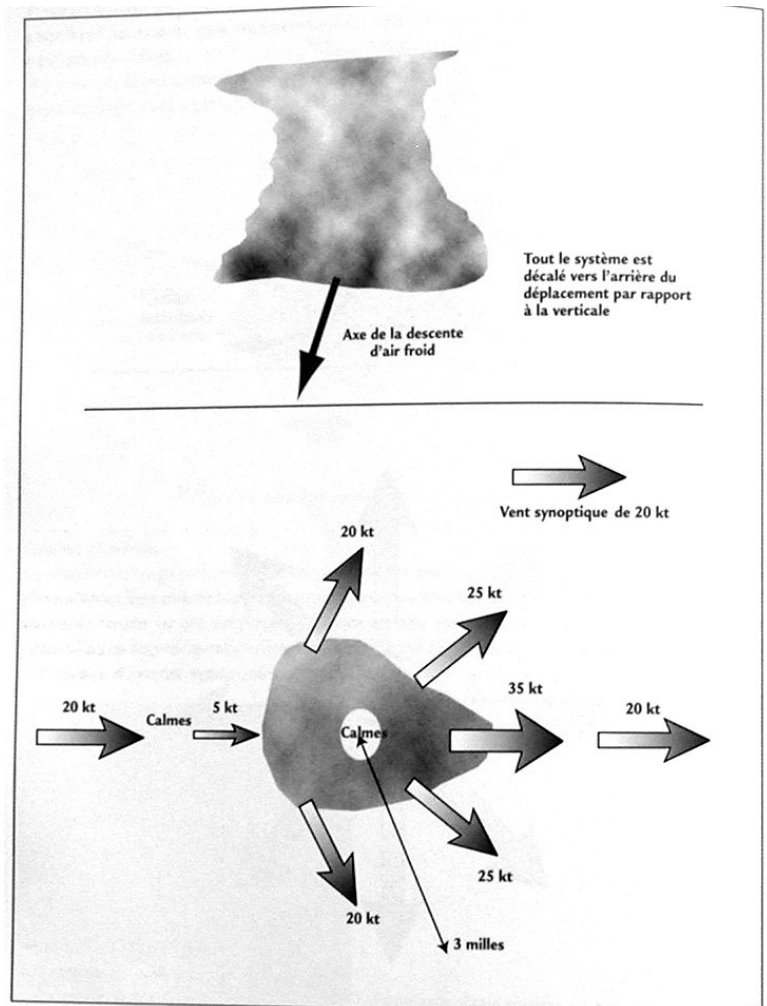 Tout le système est
décalé vers l'arrière du
déplacement par rapport
à la verticale
Axe de la descente
d'air froid
Vent synoptique de 20 kt
20 kt
25 kt
35 kt
20 kt
20 kt
Calmes
5 kt
Calmes
25 kt
20 kt
3 milles